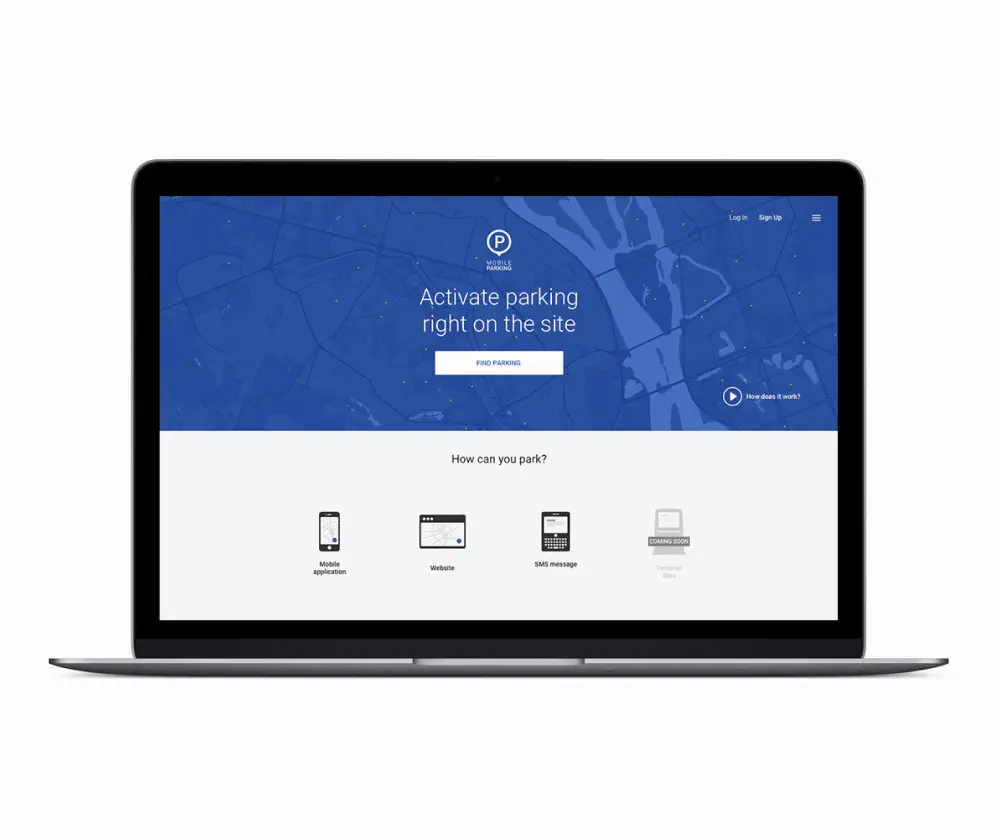 Log In Sign Up
P
MOBILE
PARKING
Activate parking
right on the site
FIND PARKING
How does it work?
How can you park?
COMING SOON
Mobile
application
Website
SMS message
Terminal